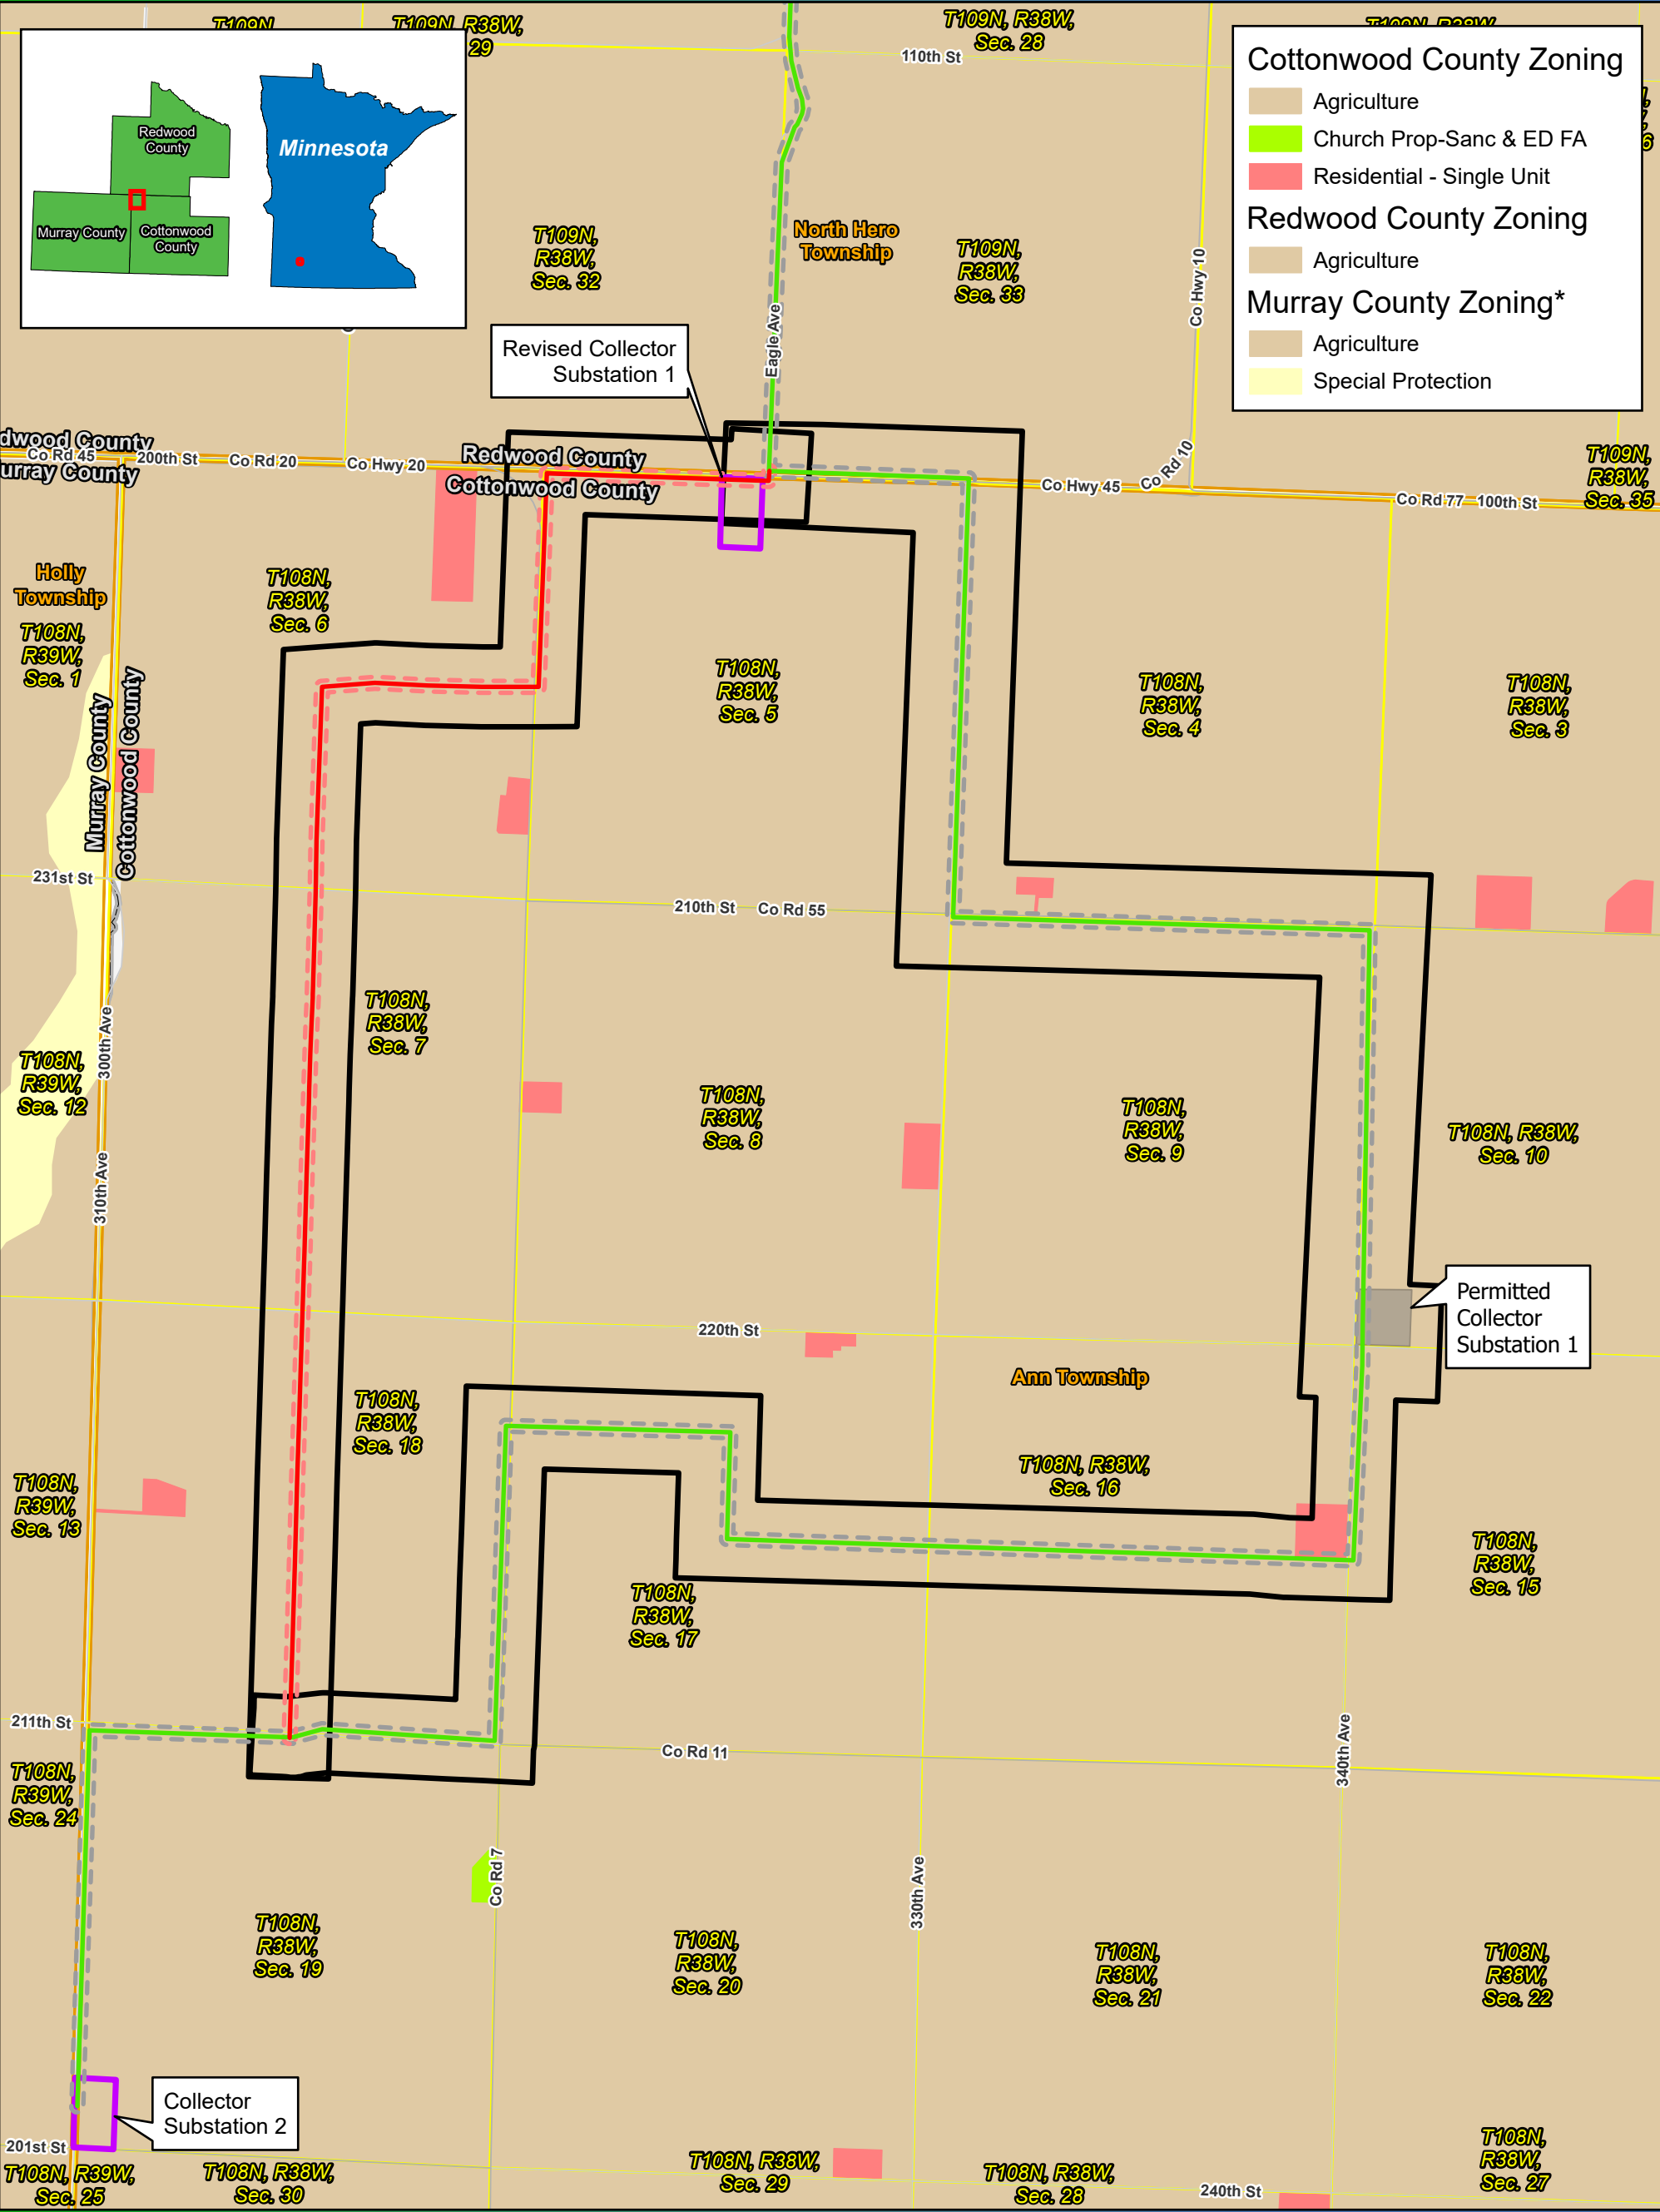 T109N
T109N, R38W,
29
T109N, R38W,
Sec. 28
110th St
Redwood
County
Murray County
Cottonwood
County
Minnesota
Cottonwood County Zoning
Agriculture
Church Prop-Sanc & ED FA
Residential - Single Unit
Redwood County Zoning
Agriculture
Murray County Zoning*
Agriculture
Special Protection
T109N,
R38W,
Sec. 32
North Hero
Township
T109N,
R38W,
Sec. 33
Co Hwy 10
Eagle Ave
Revised Collector
Substation 1
dwood County
Co Rd 45
200th St
Co Rd 20
Co Hwy 20
urray County
Redwood County
Cottonwood County
Co Hwy 45
Co Rd 10
Co Rd 77
100th St
T109N,
R38W,
Sec. 35
Holly
Township
T108N,
R39W,
Sec. 1
T108N,
R38W,
Sec. 6
T108N,
R38W,
Sec. 5
T108N,
R38W,
Sec. 4
T108N,
R38W,
Sec. 3
Murray County
Cottonwood County
231st St
210th St
Co Rd 55
T108N,
R38W,
Sec. 7
300th Ave
T108N,
R39W,
Sec. 12
T108N,
R38W,
Sec. 8
T108N,
R38W,
Sec. 9
T108N, R38W,
Sec. 10
310th Ave
Permitted
Collector
Substation 1
220th St
Ann Township
T108N,
R38W,
Sec. 18
T108N, R38W,
Sec. 16
T108N,
R39W,
Sec. 13
T108N,
R38W,
Sec. 15
T108N,
R38W,
Sec. 17
211th St
Co Rd 11
340th Ave
T108N,
R39W,
Sec. 24
Co Rd 7
330th Ave
T108N,
R38W,
Sec. 19
T108N,
R38W,
Sec. 20
T108N,
R38W,
Sec. 21
T108N,
R38W,
Sec. 22
Collector
Substation 2
201st St
T108N, R39W,
Sec. 25
T108N, R38W,
Sec. 30
T108N, R38W,
Sec. 29
T108N, R38W,
Sec. 28
240th St
T108N,
R38W,
Sec. 27